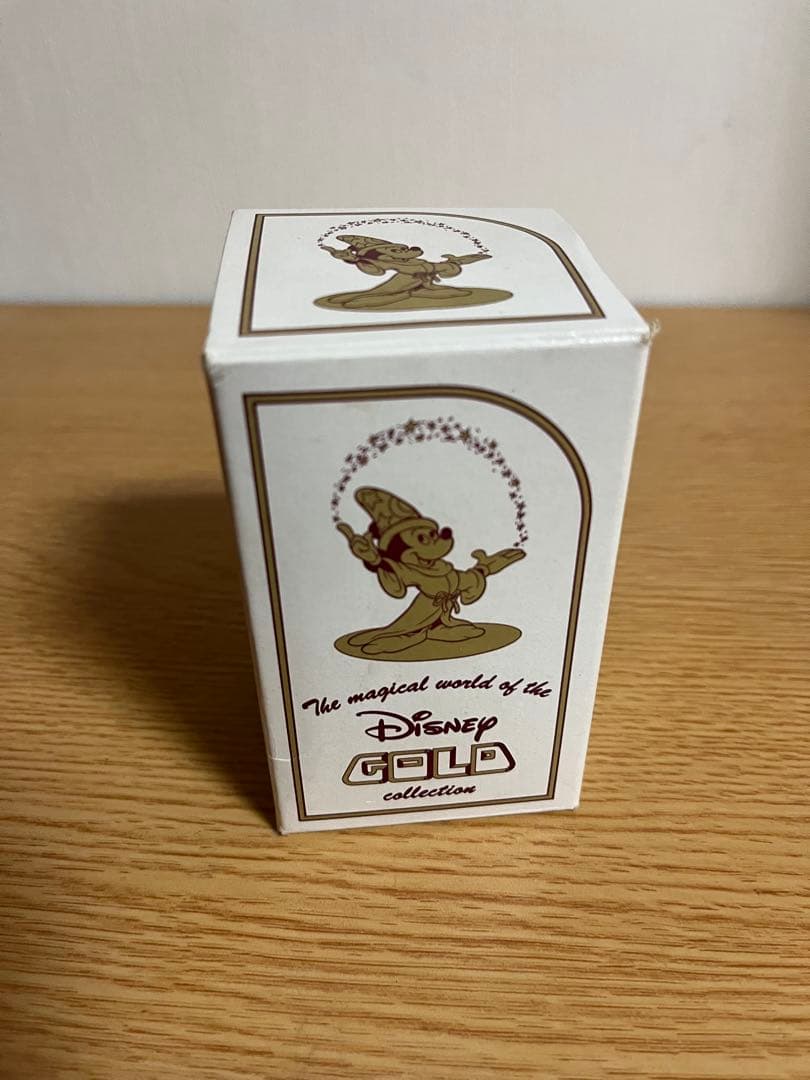 The magical world of the
Disney
GOLD
collection